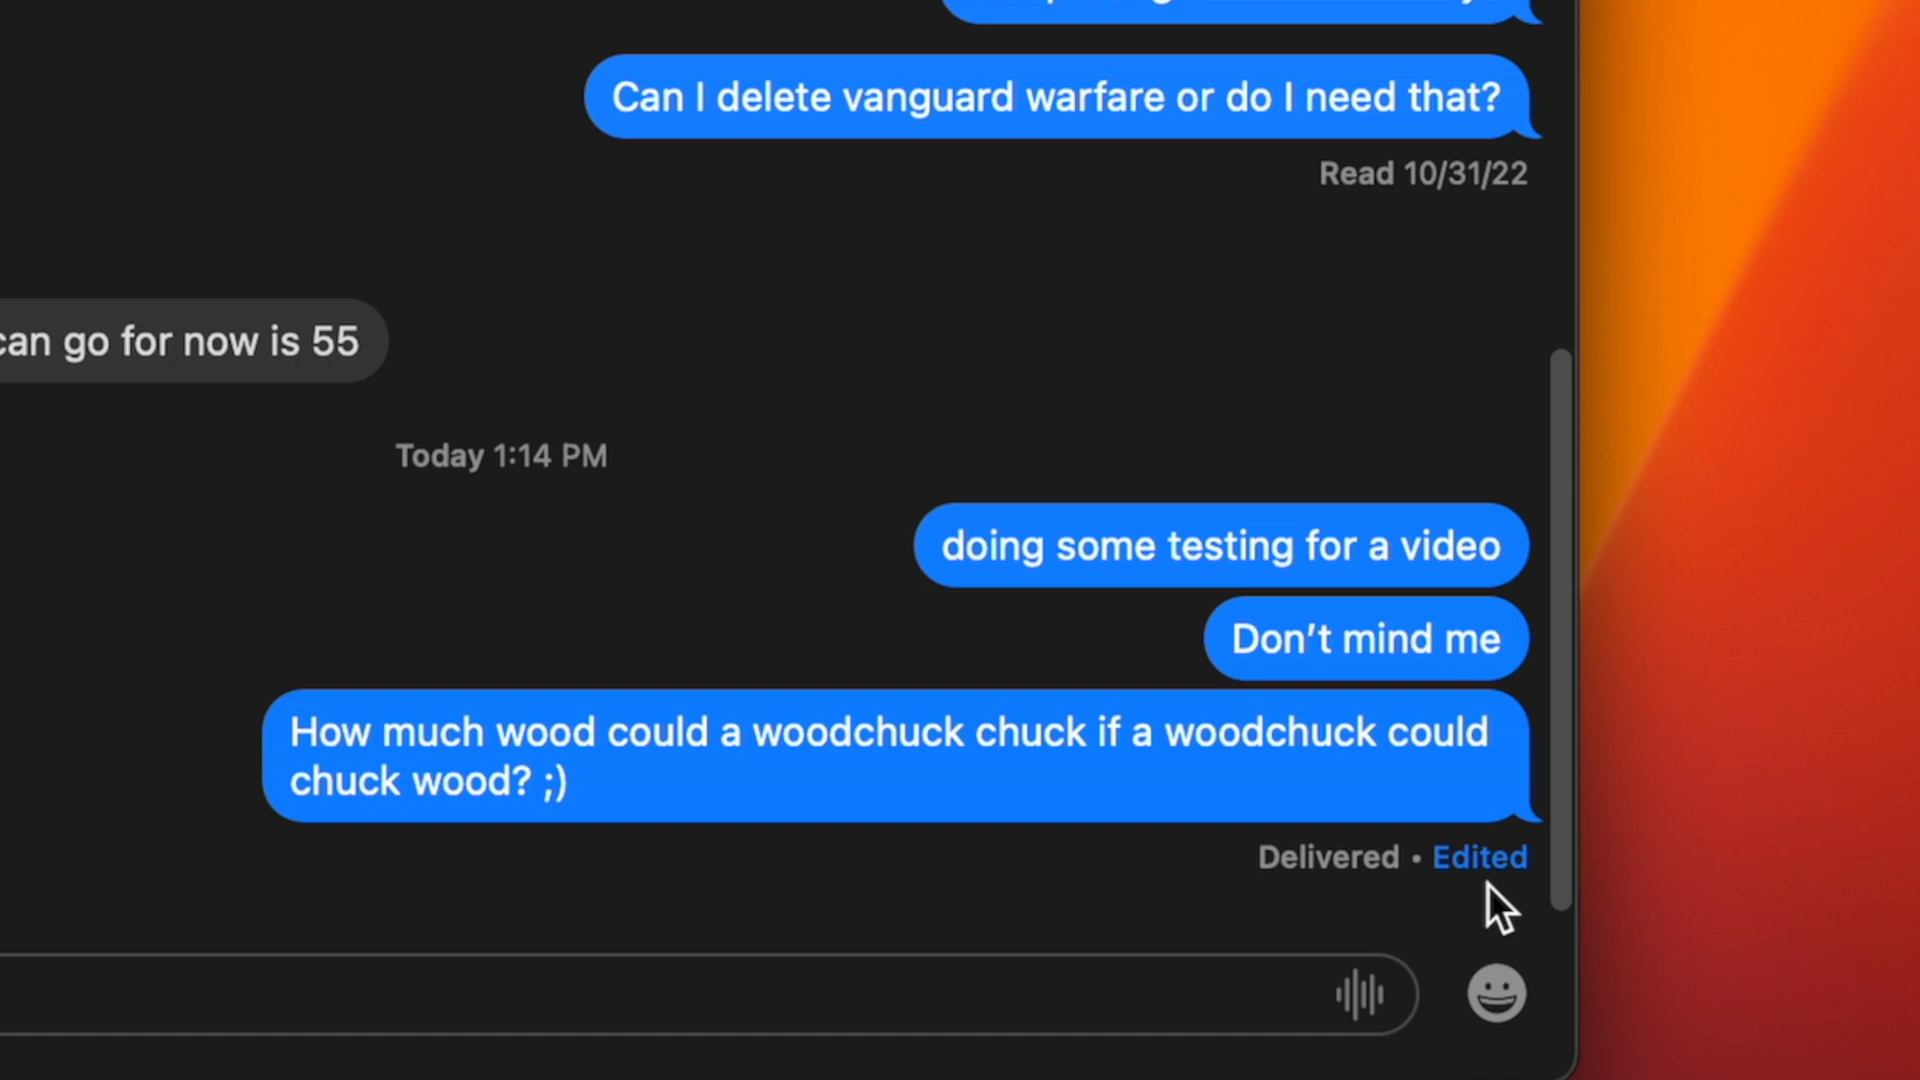 Can I delete vanguard warfare or do I need that?
Read 10/31/22
can go for now is 55
Today 1:14 PM
doing some testing for a video
Don’t mind me
How much wood could a woodchuck chuck if a woodchuck could
chuck wood? ;)
Delivered • Edited